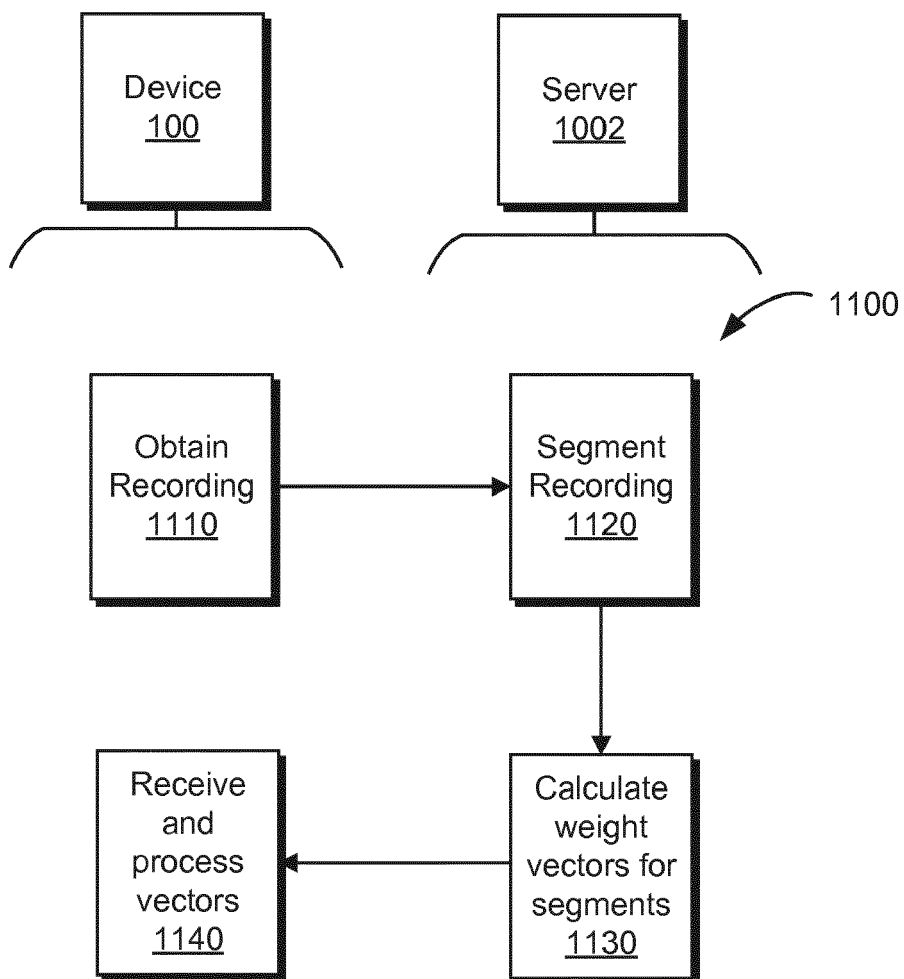 Device
100
Server
1002
1100
Obtain
Recording
1110
Segment
Recording
1120
Receive
and
process
vectors
1140
Calculate
weight
vectors for
segments
1130